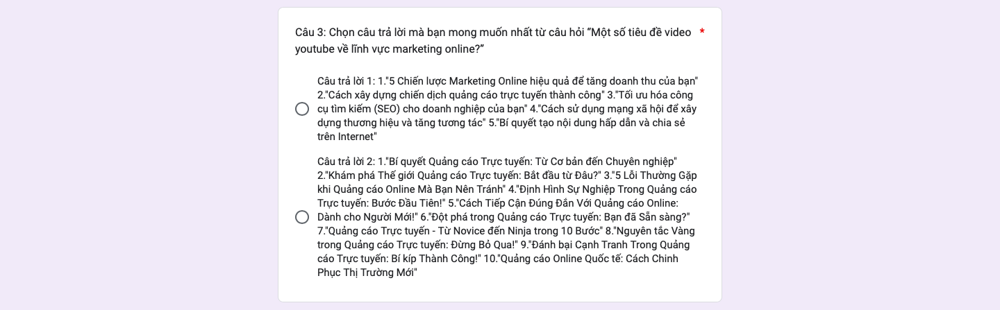 Câu 3: Chọn câu trả lời mà bạn mong muốn nhất từ câu hỏi “Một số tiêu đề video *
youtube về lĩnh vực marketing online?”
Câu trả lời 1: 1."5 Chiến lược Marketing Online hiệu quả để tăng doanh thu của bạn"
2."Cách xây dựng chiến dịch quảng cáo trực tuyến thành công" 3."Tối ưu hóa công
cụ tìm kiếm (SEO) cho doanh nghiệp của bạn" 4."Cách sử dụng mạng xã hội để xây
dựng thương hiệu và tăng tương tác" 5."Bí quyết tạo nội dung hấp dẫn và chia sẻ
trên Internet"
Câu trả lời 2: 1."Bí quyết Quảng cáo Trực tuyến: Từ Cơ bản đến Chuyên nghiệp"
2."Khám phá Thế giới Quảng cáo Trực tuyến: Bắt đầu từ Đâu?" 3."5 Lỗi Thường Gặp
khi Quảng cáo Online Mà Bạn Nên Tránh" 4."Định Hình Sự Nghiệp Trong Quảng cáo
Trực tuyến: Bước Đầu Tiên!" 5."Cách Tiếp Cận Đúng Đắn Với Quảng cáo Online:
Dành cho Người Mới!" 6."Đột phá trong Quảng cáo Trực tuyến: Bạn đã Sẵn sàng?"
7."Quảng cáo Trực tuyến - Từ Novice đến Ninja trong 10 Bước" 8."Nguyên tắc Vàng
trong Quảng cáo Trực tuyến: Đừng Bỏ Qua!" 9."Đánh bại Cạnh Tranh Trong Quảng
cáo Trực tuyến: Bí kíp Thành Công!" 10."Quảng cáo Online Quốc tế: Cách Chinh
Phục Thị Trường Mới"